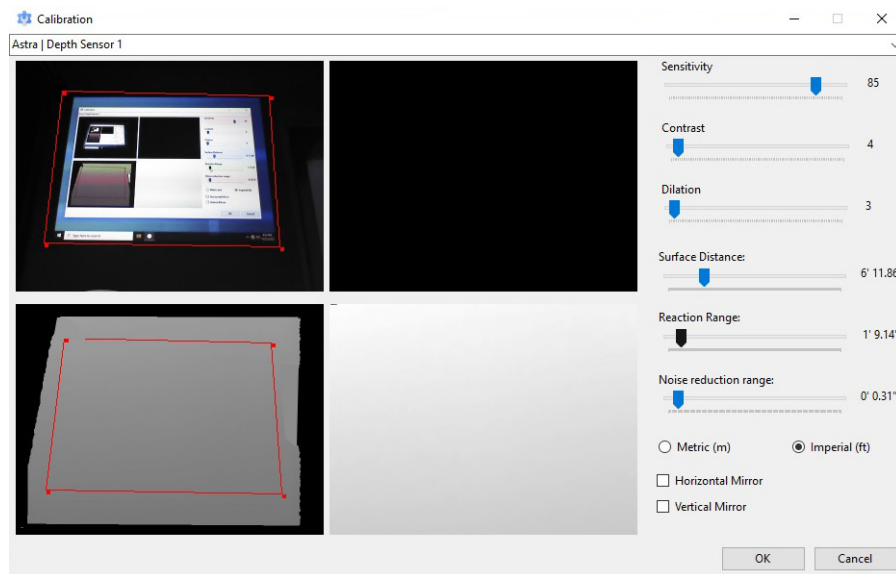 Calibration
Astra | Depth Sensor 1
Sensitivity
85
Contrast
4
Dilation
3
Surface Distance:
6' 11.86
Reaction Range:
1' 9.14"
Noise reduction range:
0' 0.31"
Metric (m)
Imperial (ft)
Horizontal Mirror
Vertical Mirror
OK
Cancel